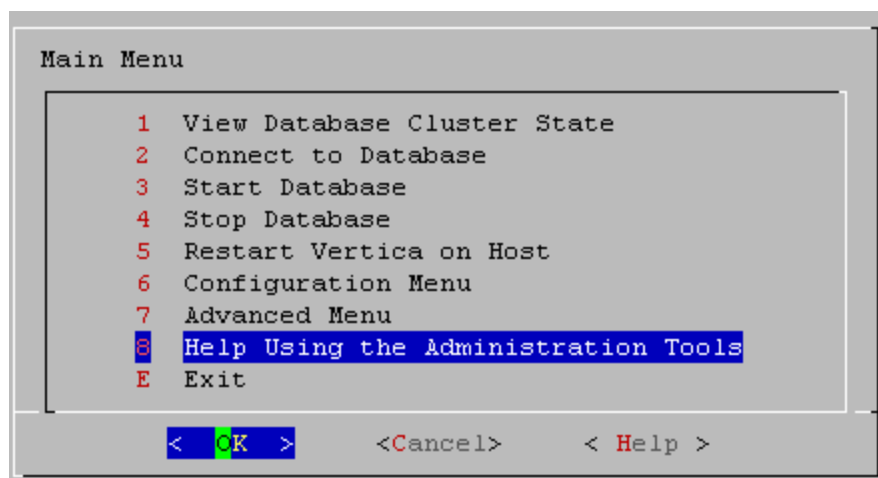 Main Menu
1 View Database Cluster State
2 Connect to Database
3 Start Database
4 Stop Database
5 Restart Vertica on Host
6 Configuration Menu
7 Advanced Menu
8 Help Using the Administration Tools
E Exit
< OK > <Cancel> < Help >